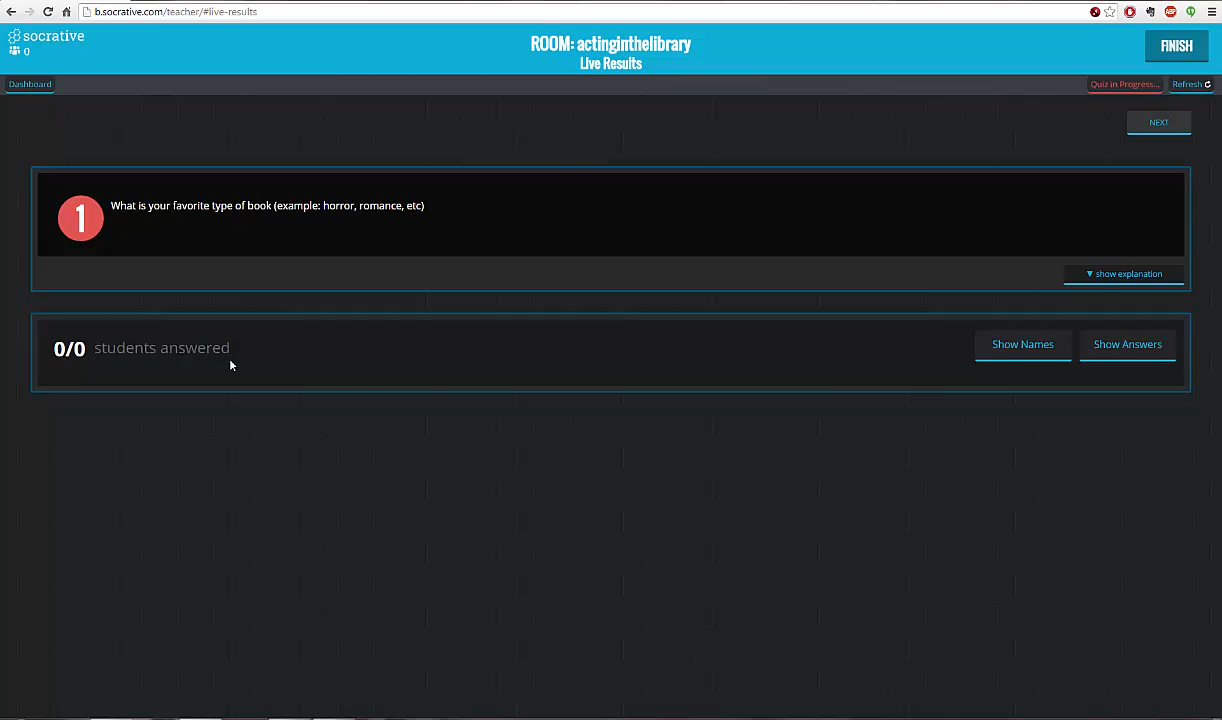 b.socrative.com/teacher/#live-results
socrative
0
ROOM: actinginthelibrary
Live Results
FINISH
Dashboard
Quiz in Progress...
Refresh
NEXT
1
What is your favorite type of book (example: horror, romance, etc)
▼ show explanation
0/0 students answered
Show Names
Show Answers